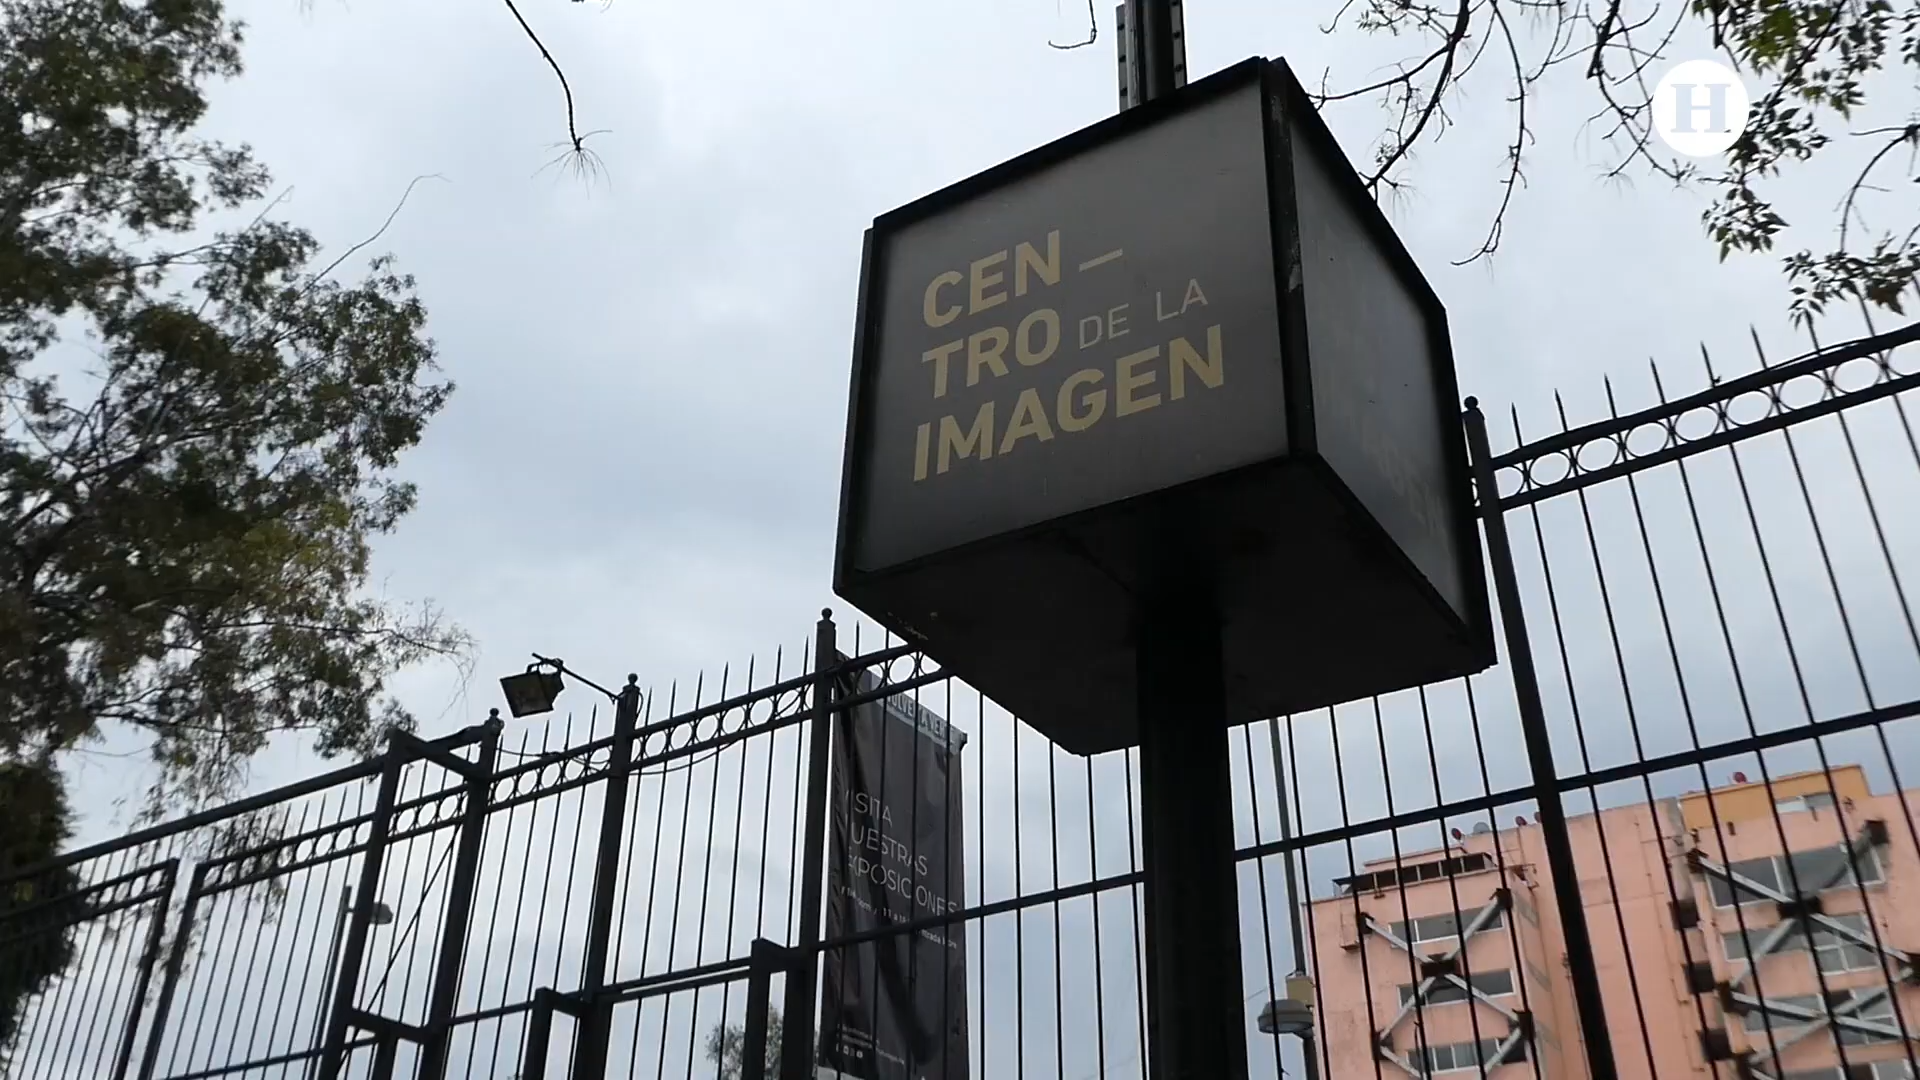 H
CEN–
TRO DE LA
IMAGEN
VISITA
NUESTRAS
EXPOSICIONES